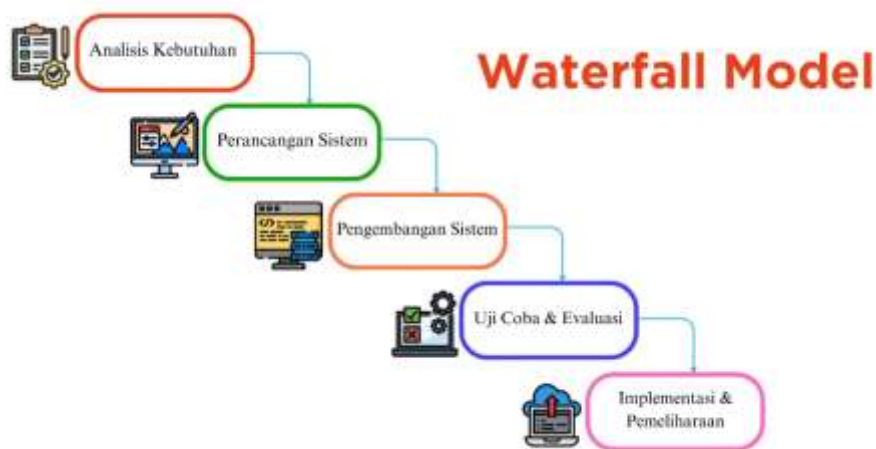 Analisis Kebutuhan
Waterfall Model
Perancangan Sistem
Pengembangan Sistem
Uji Coba & Evaluasi
Implementasi &
Pemeliharaan